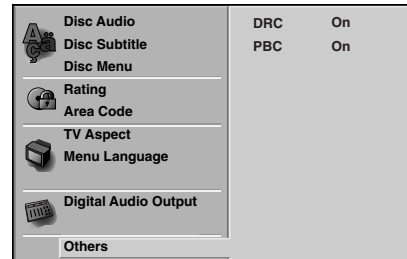 Disc Audio
Disc Subtitle
Disc Menu
Rating
Area Code
TV Aspect
Menu Language
Digital Audio Output
Others
DRC On
PBC On